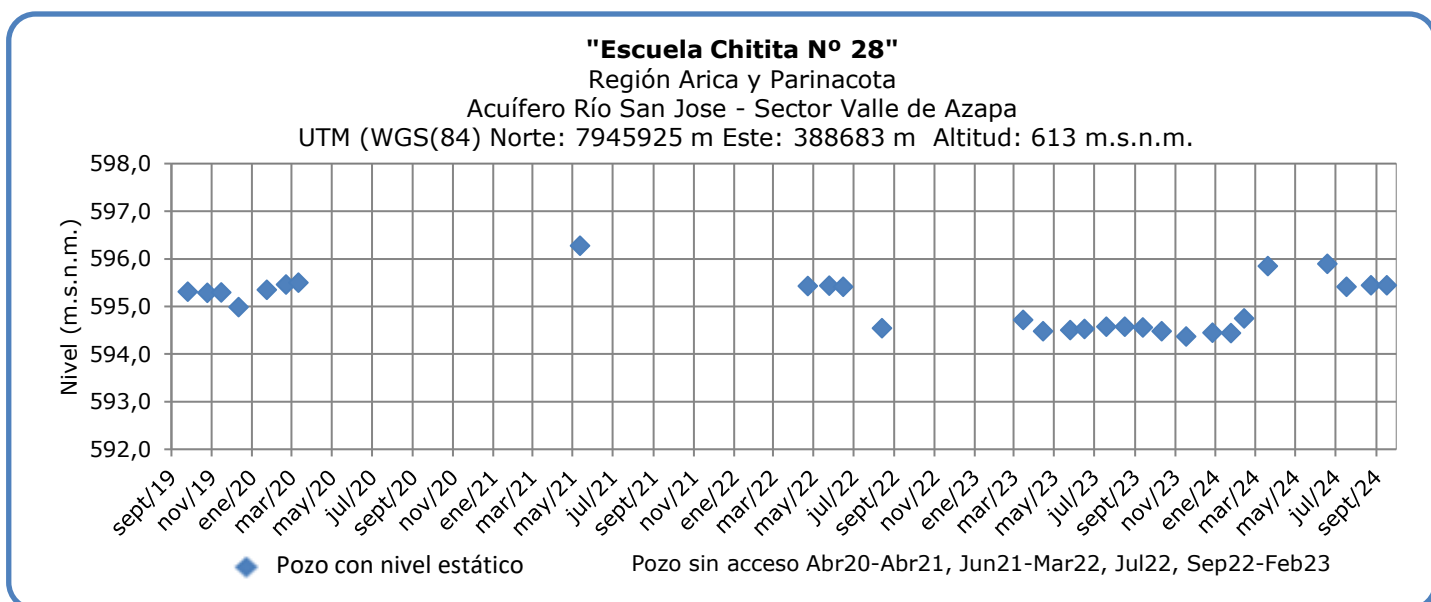 "Escuela Chitita Nº 28"
Región Arica y Parinacota
Acuífero Río San Jose - Sector Valle de Azapa
UTM (WGS(84) Norte: 7945925 m Este: 388683 m Altitud: 613 m.s.n.m.
Nivel (m.s.n.m.)
598,0
597,0
596,0
595,0
594,0
593,0
592,0
sept/19
nov/19
ene/20
mar/20
may/20
jul/20
sept/20
nov/20
ene/21
mar/21
may/21
jul/21
sept/21
nov/21
ene/22
mar/22
may/22
jul/22
sept/22
nov/22
ene/23
mar/23
may/23
jul/23
sept/23
nov/23
ene/24
mar/24
may/24
jul/24
sept/24
Pozo con nivel estático
Pozo sin acceso Abr20-Abr21, Jun21-Mar22, Jul22, Sep22-Feb23